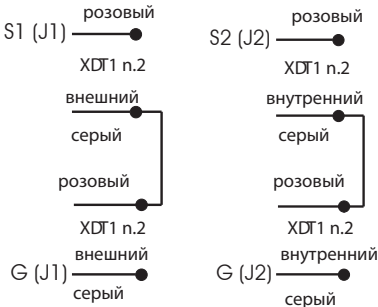 розовый
S1 (J1)
XDT1 n.2
внешний
серый
розовый
XDT1 n.2
внешний
G (J1)
серый
розовый
S2 (J2)
XDT1 n.2
внутренний
серый
розовый
XDT1 n.2
внутренний
G (J2)
серый